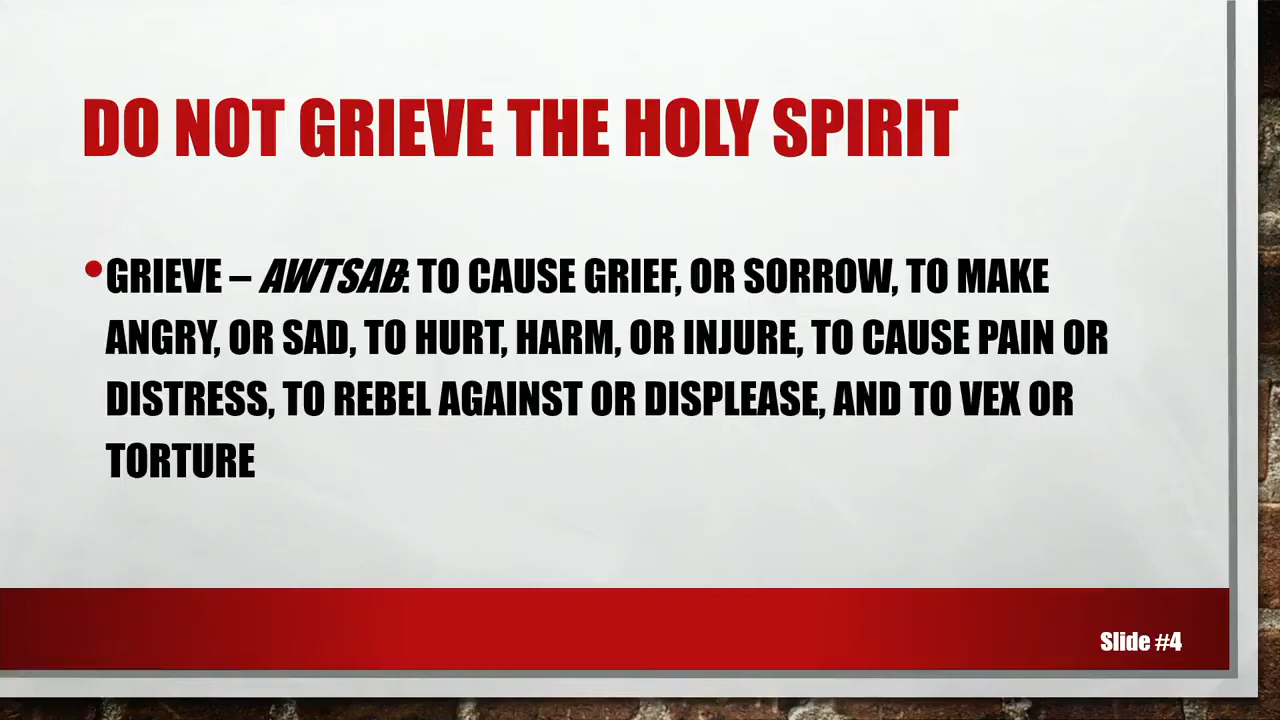 DO NOT GRIEVE THE HOLY SPIRIT
•GRIEVE – AWTSAB: TO CAUSE GRIEF, OR SORROW, TO MAKE
ANGRY, OR SAD, TO HURT, HARM, OR INJURE, TO CAUSE PAIN OR
DISTRESS, TO REBEL AGAINST OR DISPLEASE, AND TO VEX OR
TORTURE
Slide #4